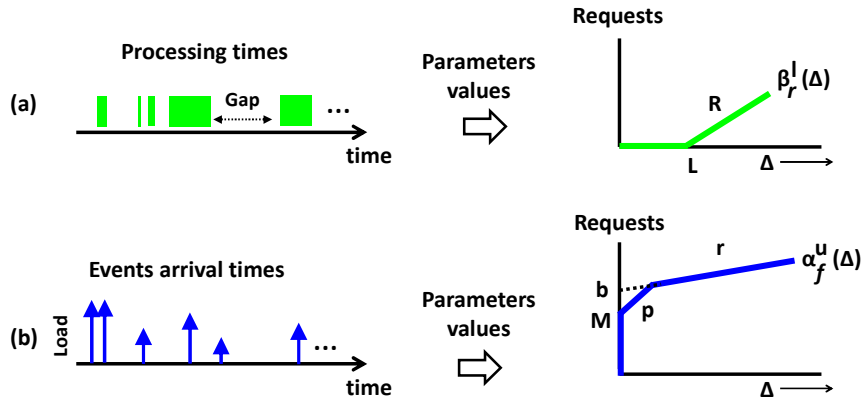 Requests
Processing times
Parameters
values
β_r^l(Δ)
(a)
Gap
...
R
time
L
Δ
Requests
r
α_f^u(Δ)
Events arrival times
b
Parameters
values
p
M
(b)
Load
...
time
Δ